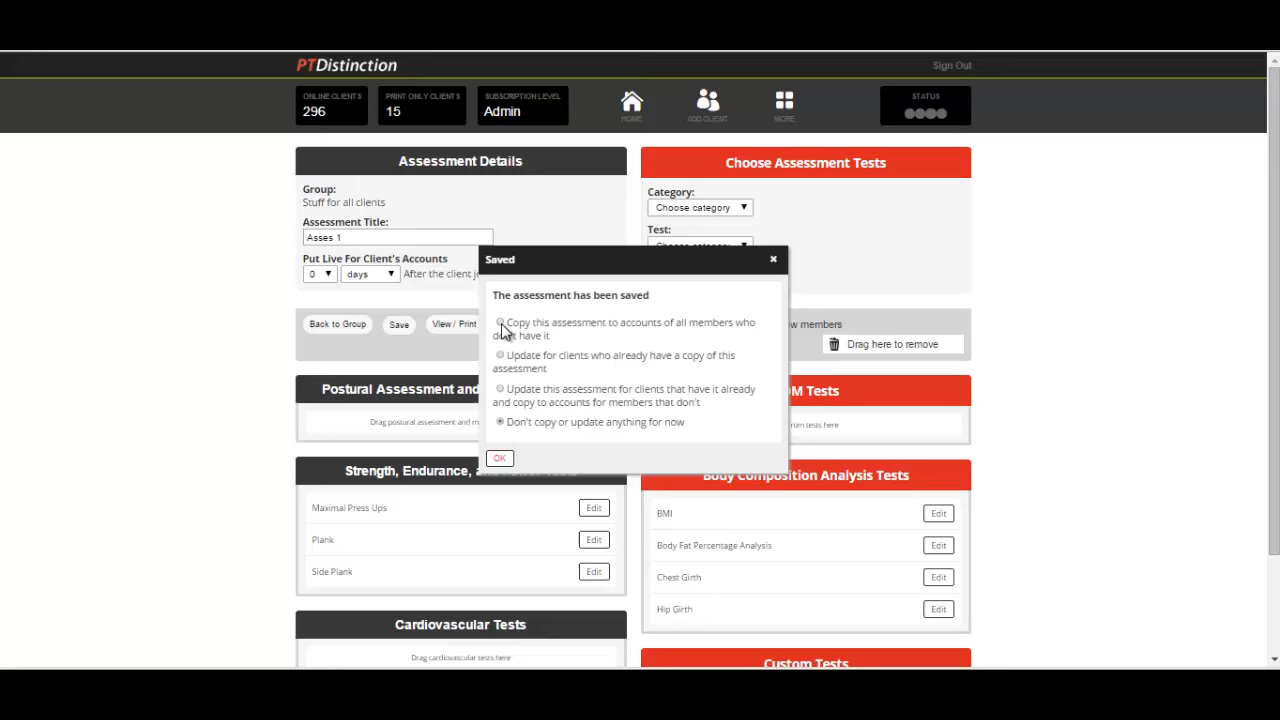 PTDistinction
Sign Out
ONLINE CLIENTS
296
PRINT ONLY CLIENTS
15
SUBSCRIPTION LEVEL
Admin
HOME
ADD CLIENT
MORE
STATUS
Assessment Details
Group:
Stuff for all clients
Assessment Title:
Asses 1
Put Live For Client's Accounts
0
days
After the client
Choose Assessment Tests
Category:
Choose category
Test:
Back to Group
Save
View / Print
members
Drag here to remove
Saved
×
The assessment has been saved
Copy this assessment to accounts of all members who
have it
Update for clients who already have a copy of this
assessment
Update this assessment for clients that have it already
and copy to accounts for members that don't
Don't copy or update anything for now
OK
Postural Assessment and
Drag postural assessment and
Tests
tests here
Strength, Endurance,
Maximal Press Ups
Edit
Plank
Edit
Side Plank
Edit
Body Composition Analysis Tests
BMI
Edit
Body Fat Percentage Analysis
Edit
Chest Girth
Edit
Hip Girth
Edit
Cardiovascular Tests
Drag cardiovascular tests here
Custom Tests